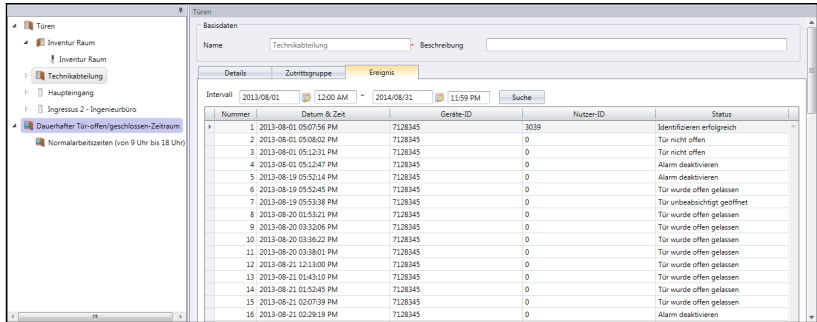 Türen
Inventur Raum
Inventur Raum
Technikabteilung
Haupteingang
Ingressus 2 - Ingenieurbüro
Dauerhafter Tür-offen/geschlossen-Zeitraum
Normalarbeitszeiten (von 9 Uhr bis 18 Uhr)
Türen
Basisdaten
Name Technikabteilung * Beschreibung
Details Zutrittsgruppe Ereignis
Intervall 2013/08/01 12:00 AM ~ 2014/08/31 11:59 PM Suche
Nummer Datum & Zeit Geräte-ID Nutzer-ID Status
1 2013-08-01 05:07:56 PM 7128345 3039 Identifizieren erfolgreich
2 2013-08-01 05:08:02 PM 7128345 0 Tür nicht offen
3 2013-08-01 05:12:31 PM 7128345 0 Tür nicht offen
4 2013-08-01 05:12:47 PM 7128345 0 Alarm deaktivieren
5 2013-08-19 05:52:14 PM 7128345 0 Alarm deaktivieren
6 2013-08-19 05:52:45 PM 7128345 0 Tür wurde offen gelassen
7 2013-08-19 05:53:38 PM 7128345 0 Tür unbeabsichtigt geöffnet
8 2013-08-20 01:53:21 PM 7128345 0 Tür wurde offen gelassen
9 2013-08-20 03:32:06 PM 7128345 0 Tür wurde offen gelassen
10 2013-08-20 03:36:22 PM 7128345 0 Tür wurde offen gelassen
11 2013-08-20 03:38:01 PM 7128345 0 Tür wurde offen gelassen
12 2013-08-21 12:13:00 PM 7128345 0 Tür wurde offen gelassen
13 2013-08-21 01:43:10 PM 7128345 0 Tür wurde offen gelassen
14 2013-08-21 01:52:45 PM 7128345 0 Tür wurde offen gelassen
15 2013-08-21 02:07:39 PM 7128345 0 Tür wurde offen gelassen
16 2013-08-21 02:29:19 PM 7128345 0 Alarm deaktivieren